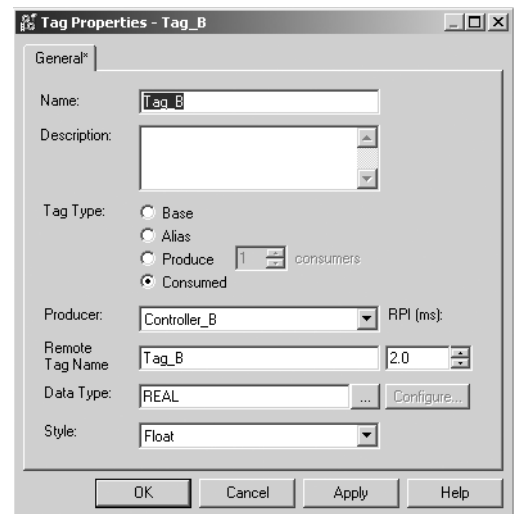 Tag Properties - Tag_B
General*
Name: Tag_B
Description:
Tag Type: Base
Alias
Produce 1 consumers
Consumed
Producer: Controller_B RPI (ms):
Remote
Tag Name Tag_B 2.0
Data Type: REAL ... Configure...
Style: Float
OK Cancel Apply Help